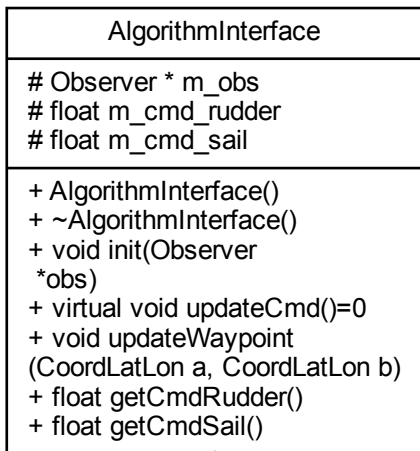 AlgorithmInterface
# Observer * m_obs
# float m_cmd_rudder
# float m_cmd_sail
+ AlgorithmInterface()
+ ~AlgorithmInterface()
+ void init(Observer
*obs)
+ virtual void updateCmd()=0
+ void updateWaypoint
(CoordLatLon a, CoordLatLon b)
+ float getCmdRudder()
+ float getCmdSail()